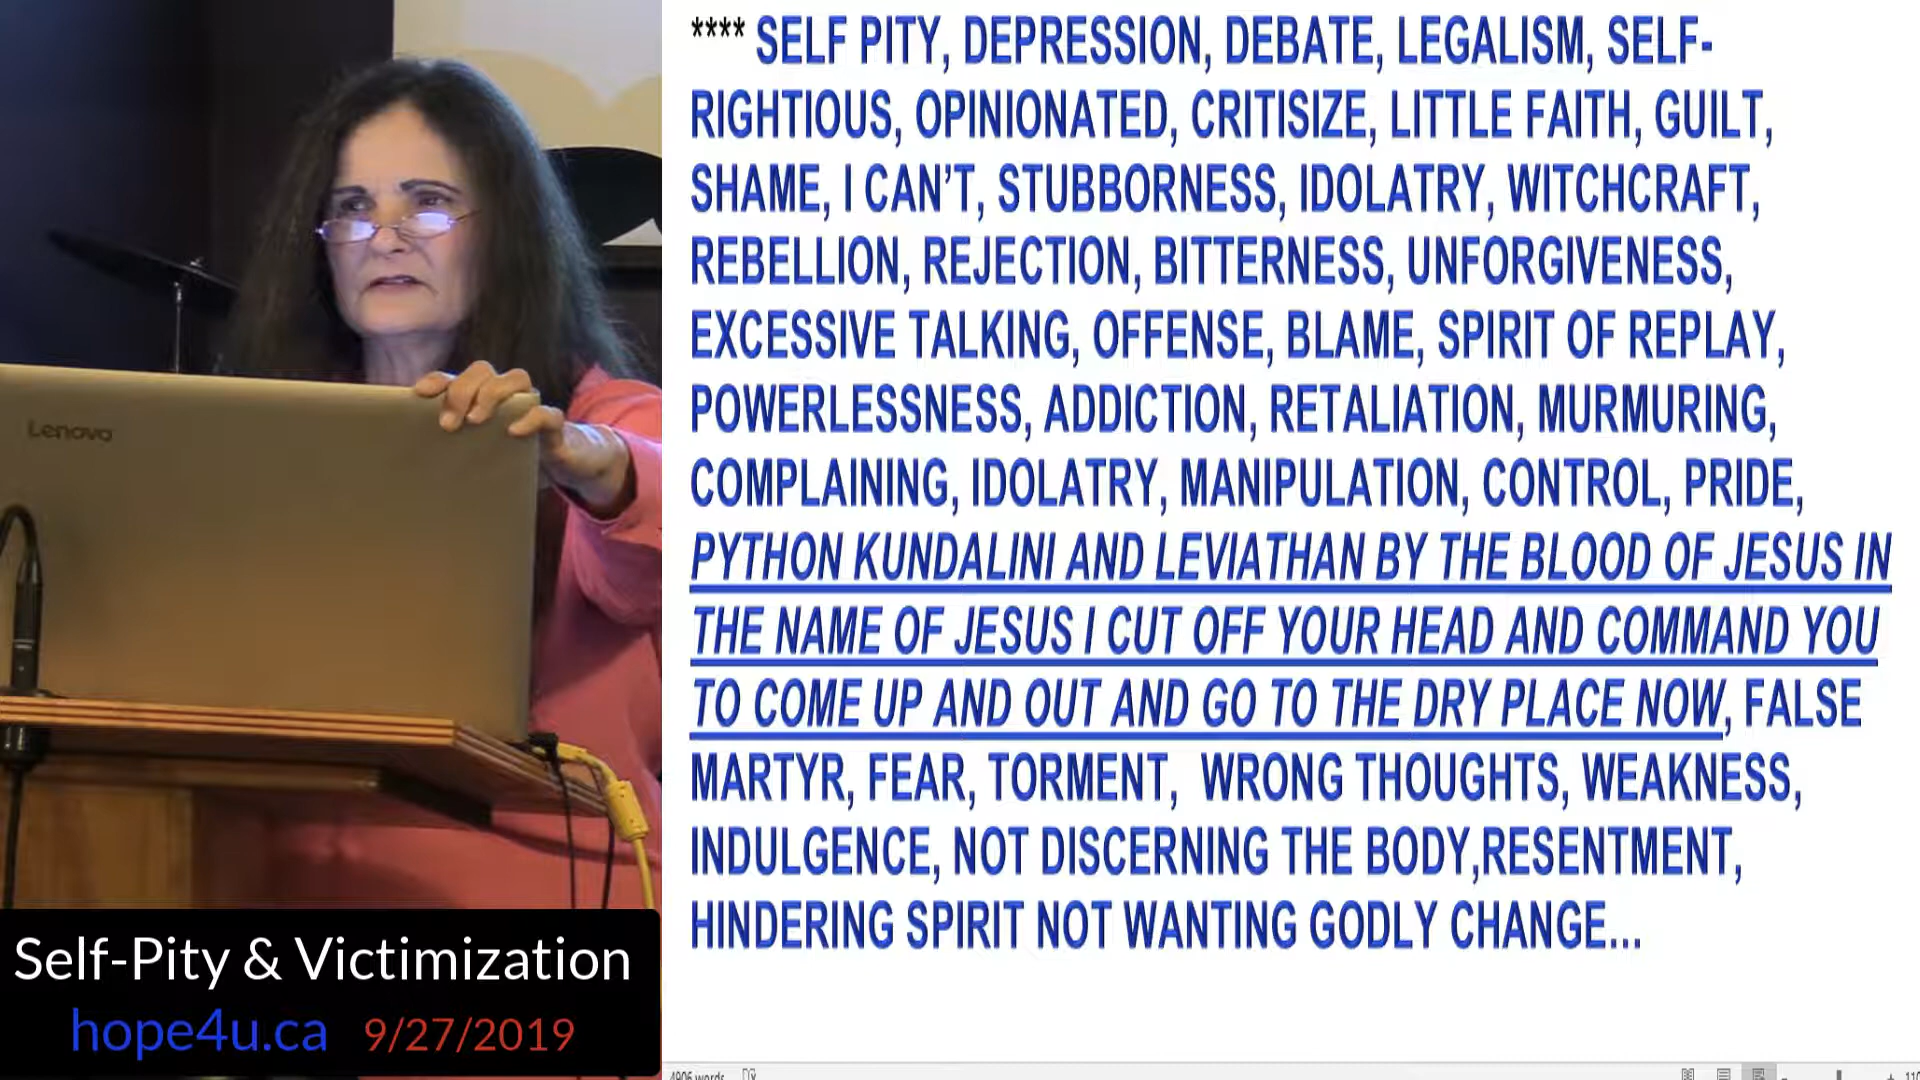 **** SELF PITY, DEPRESSION, DEBATE, LEGALISM, SELF-
RIGHTIOUS, OPINIONATED, CRITISIZE, LITTLE FAITH, GUILT,
SHAME, I CAN’T, STUBBORNESS, IDOLATRY, WITCHCRAFT,
REBELLION, REJECTION, BITTERNESS, UNFORGIVENESS,
EXCESSIVE TALKING, OFFENSE, BLAME, SPIRIT OF REPLAY,
POWERLESSNESS, ADDICTION, RETALIATION, MURMURING,
COMPLAINING, IDOLATRY, MANIPULATION, CONTROL, PRIDE,
PYTHON KUNDALINI AND LEVIATHAN BY THE BLOOD OF JESUS IN
THE NAME OF JESUS I CUT OFF YOUR HEAD AND COMMAND YOU
TO COME UP AND OUT AND GO TO THE DRY PLACE NOW, FALSE
MARTYR, FEAR, TORMENT,  WRONG THOUGHTS, WEAKNESS,
INDULGENCE, NOT DISCERNING THE BODY,RESENTMENT,
HINDERING SPIRIT NOT WANTING GODLY CHANGE...
Lenovo
Self-Pity & Victimization
hope4u.ca 9/27/2019
4906 words